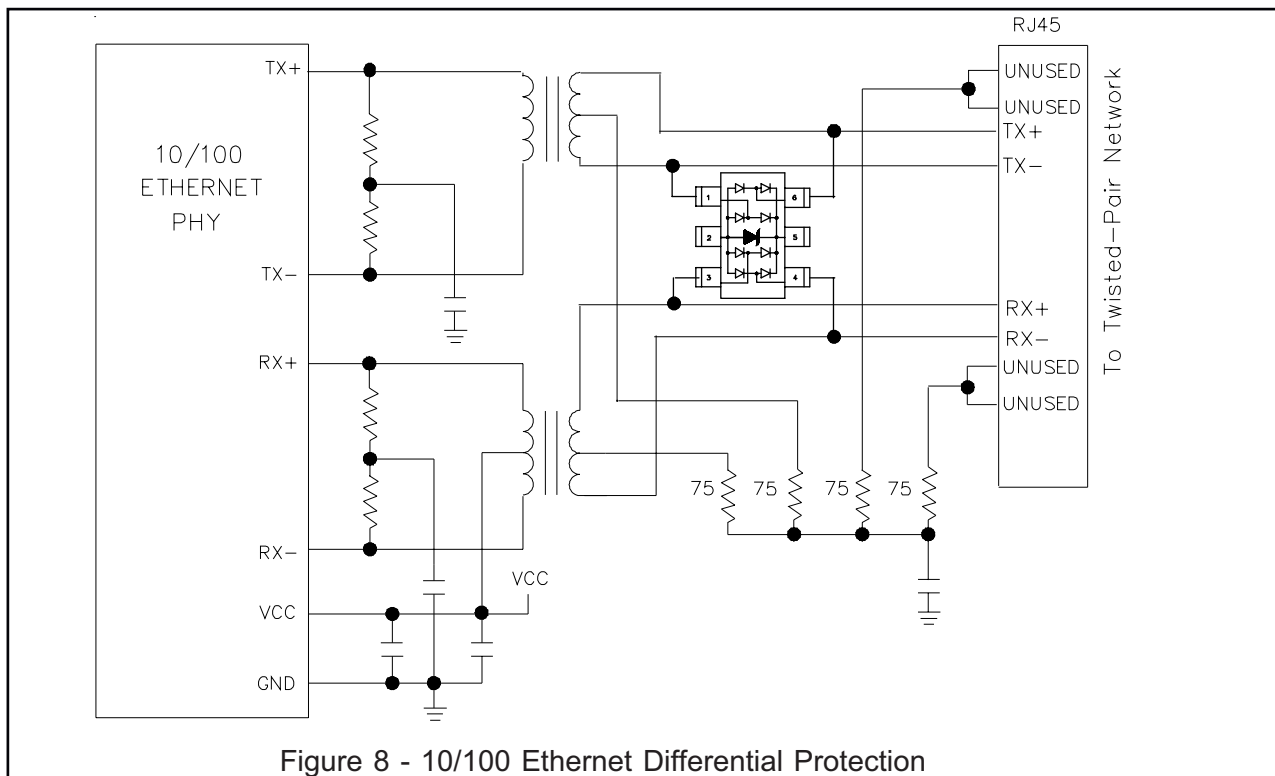 RJ45
TX+
10/100
ETHERNET
PHY
TX-
RX+
RX-
VCC
GND
VCC
1
2
3
6
5
4
UNUSED
UNUSED
TX+
TX-
RX+
RX-
UNUSED
UNUSED
To Twisted-Pair Network
75
75
75
75
Figure 8 - 10/100 Ethernet Differential Protection